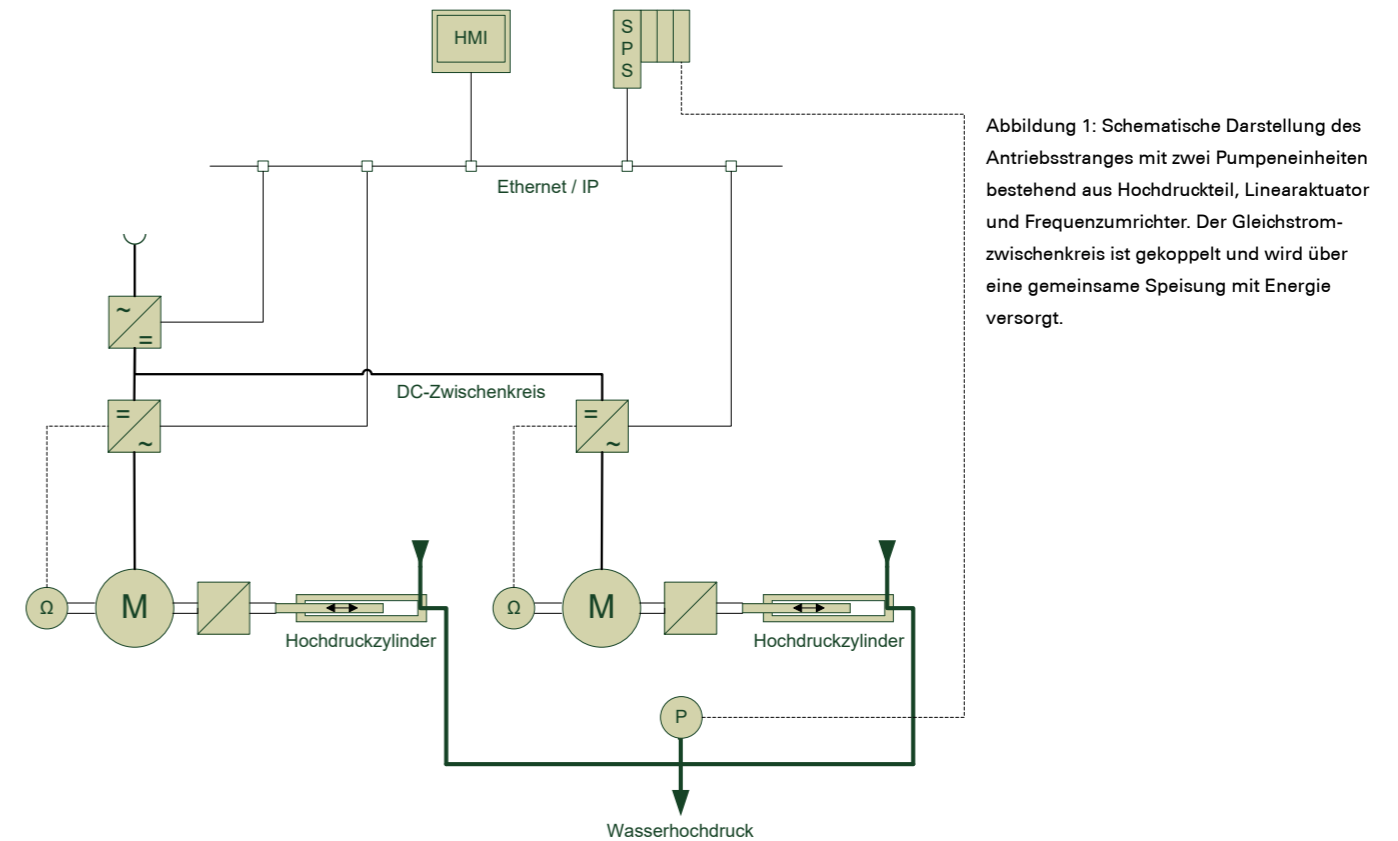 HMI
S
P
S
Ethernet / IP
Abbildung 1: Schematische Darstellung des
Antriebsstranges mit zwei Pumpeneinheiten
bestehend aus Hochdruckteil, Linearaktuator
und Frequenzumrichter. Der Gleichstrom-
zwischenkreis ist gekoppelt und wird über
eine gemeinsame Speisung mit Energie
versorgt.
~
=
DC-Zwischenkreis
=
~
=
~
Ω
M
Ω
M
Hochdruckzylinder
Hochdruckzylinder
P
Wasserhochdruck